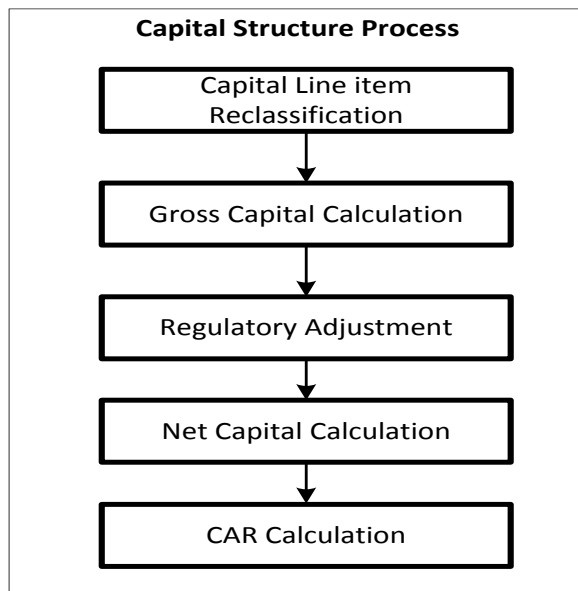 Capital Structure Process
Capital Line item
Reclassification
Gross Capital Calculation
Regulatory Adjustment
Net Capital Calculation
CAR Calculation